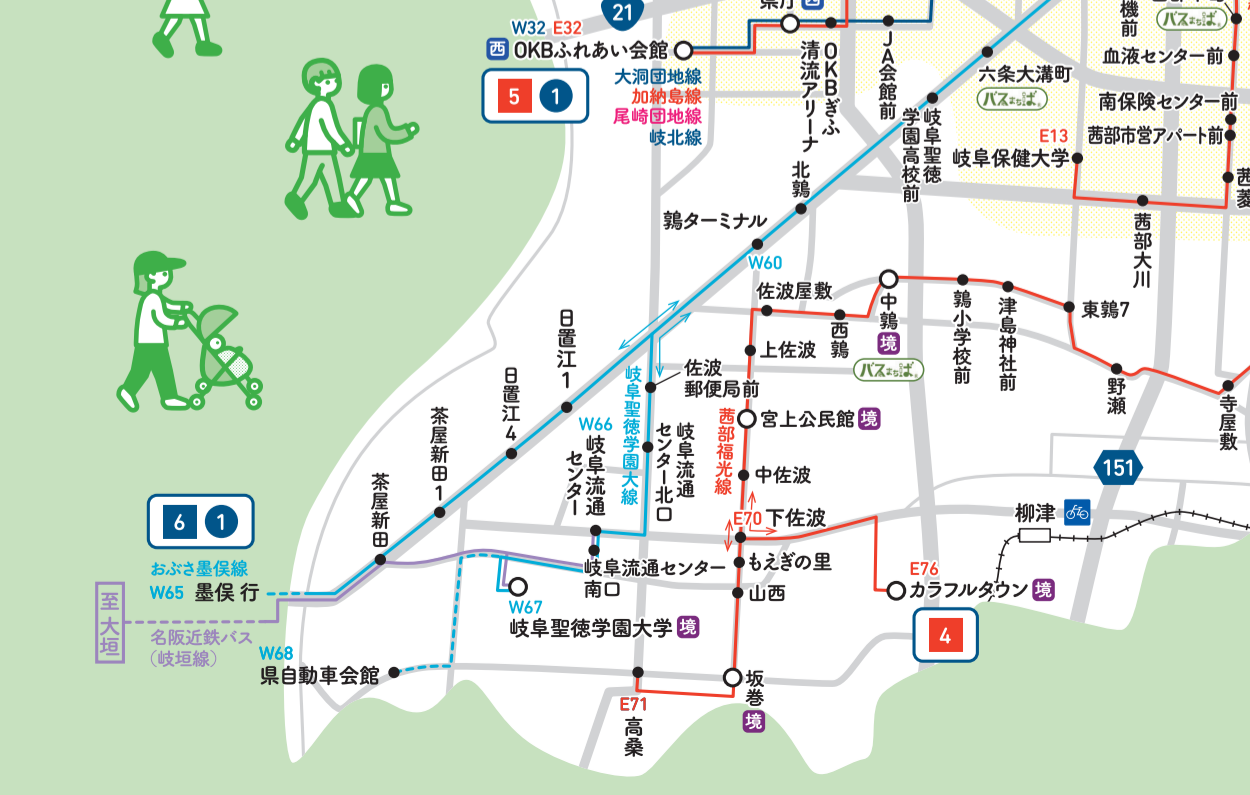 21
県庁
W32 E32
西 OKBふれあい会館
5 1
大洞団地線
加納島線
尾崎団地線
岐北線
OKBぎふ
清流アリーナ
JA会館前
六条大溝町
バスまちば。
機前
バスまちば。
血液センター前
南保険センター前
茜部市営アパート前
E13
岐阜保健大学
茜部大川
岐阜聖徳
学園高校前
北鶉
鶉ターミナル
W60
佐波屋敷
西鶉
中鶉
境
バスまちば。
鶉小学校前
津島神社前
東鶉7
野瀬
寺屋敷
上佐波
佐波
郵便局前
宮上公民館 境
茜部福光線
中佐波
E70 下佐波
もえぎの里
山西
坂巻
境
E71
高桑
E76
カラフルタウン 境
4
柳津
151
日置江1
日置江4
茶屋新田1
茶屋新田
W66
岐阜流通
センター
岐阜聖徳学園大線
岐阜流通
センター北口
岐阜流通センター
南口
W67
岐阜聖徳学園大学 境
6 1
おぶさ墨俣線
W65 墨俣 行
至大垣
名阪近鉄バス
(岐垣線)
W68
県自動車会館